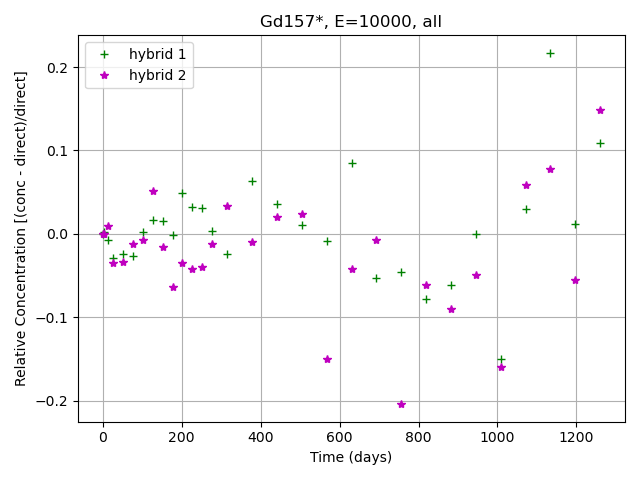 Gd157*, E=10000, all
hybrid 1
hybrid 2
Relative Concentration [(conc - direct)/direct]
0.2
0.1
0.0
−0.1
−0.2
0 200 400 600 800 1000 1200
Time (days)